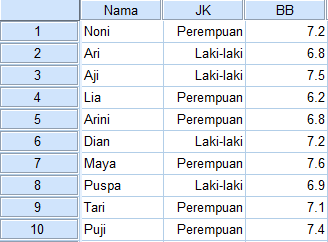 Nama JK BB
1 Noni Perempuan 7.2
2 Ari Laki-laki 6.8
3 Aji Laki-laki 7.5
4 Lia Perempuan 6.2
5 Arini Perempuan 6.8
6 Dian Laki-laki 7.2
7 Maya Perempuan 7.6
8 Puspa Laki-laki 6.9
9 Tari Perempuan 7.1
10 Puji Perempuan 7.4